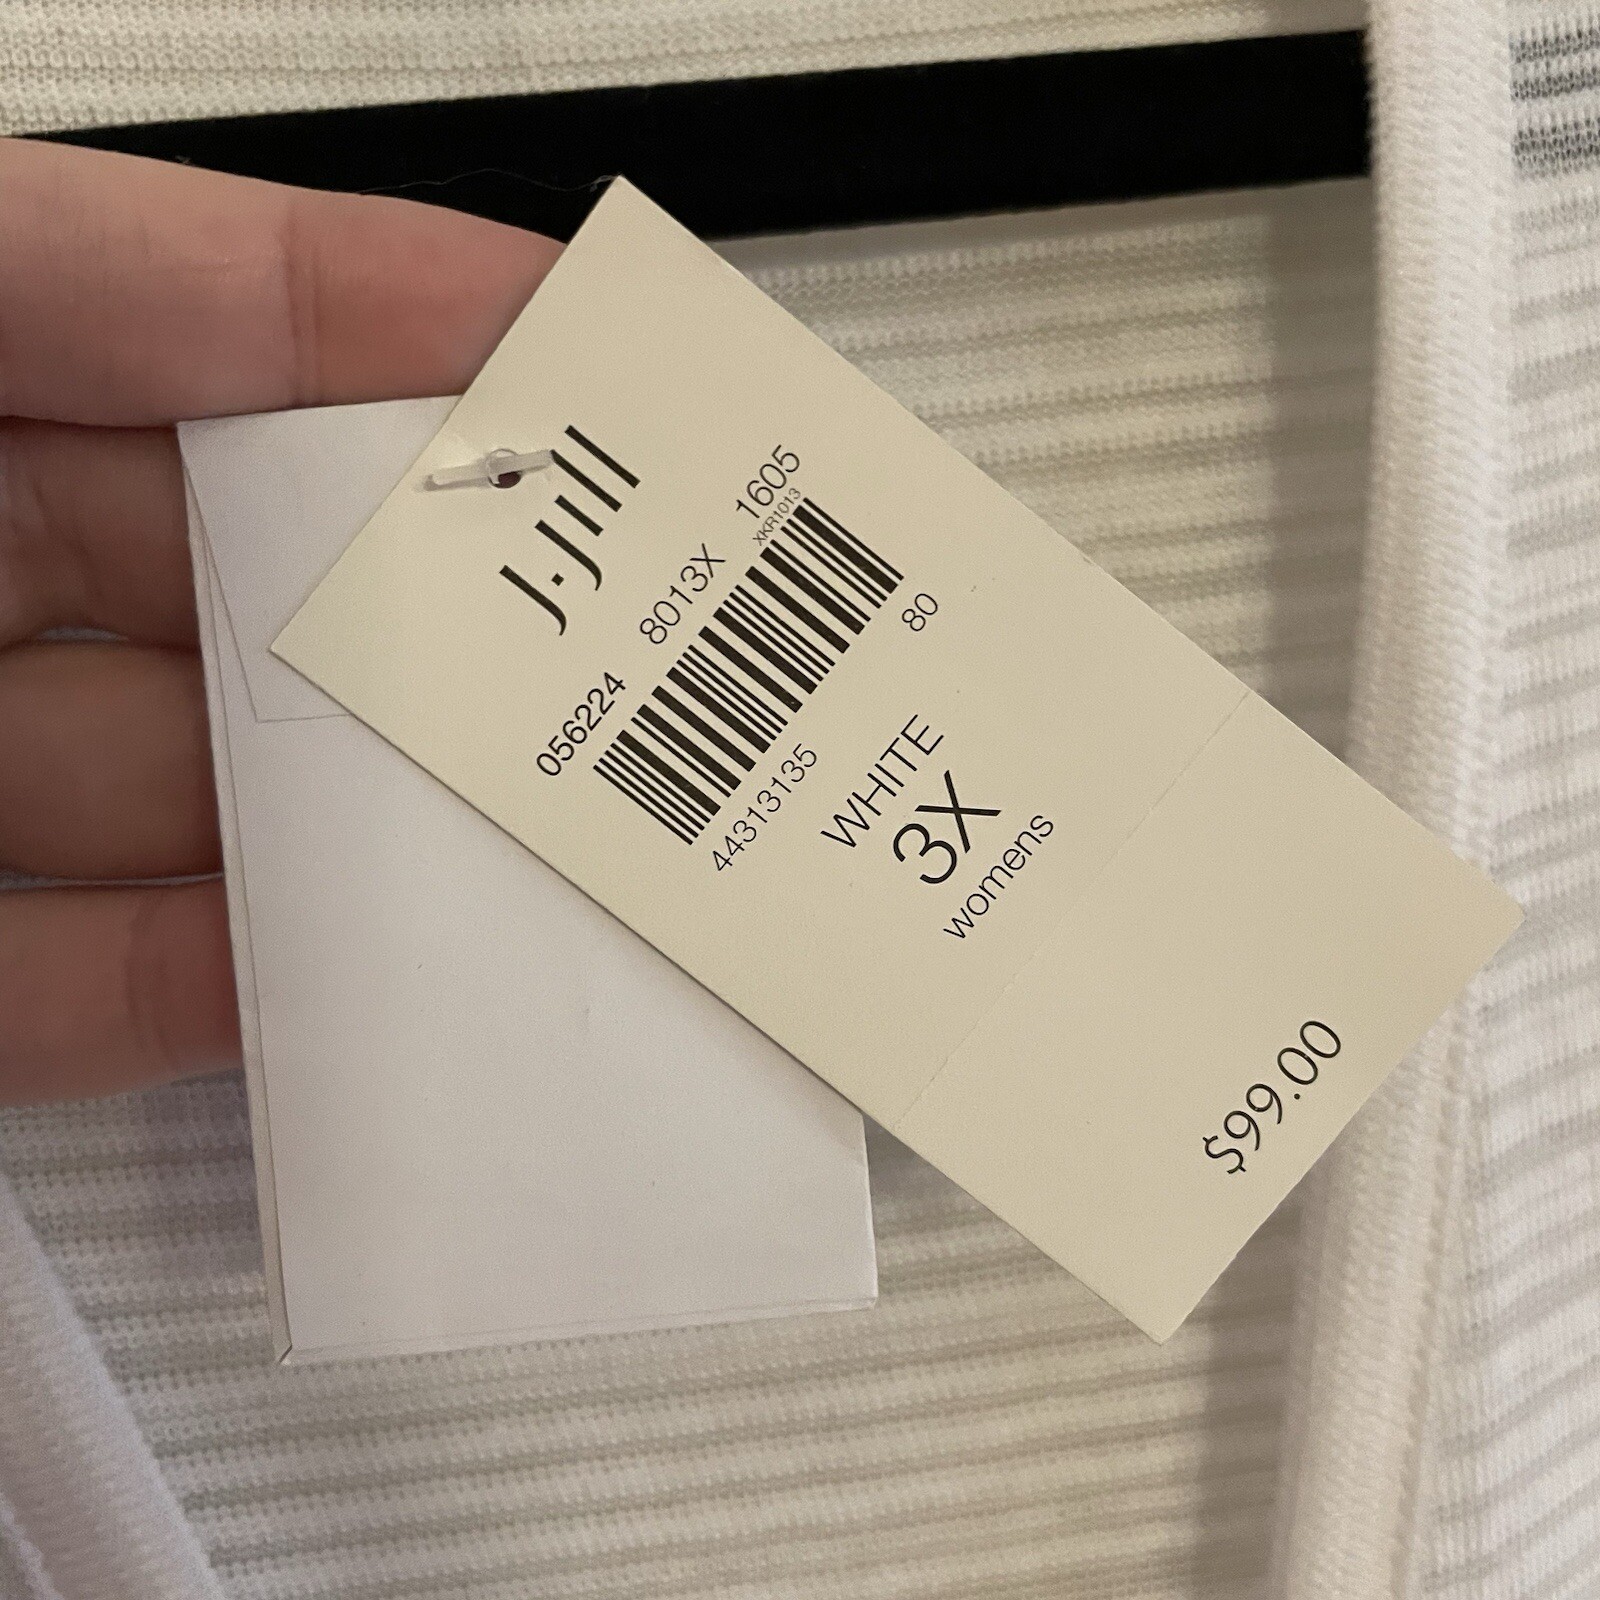 J.Jill
056224 8013X 1605
XKR1013
44313135 80
WHITE
3X
womens
$99.00